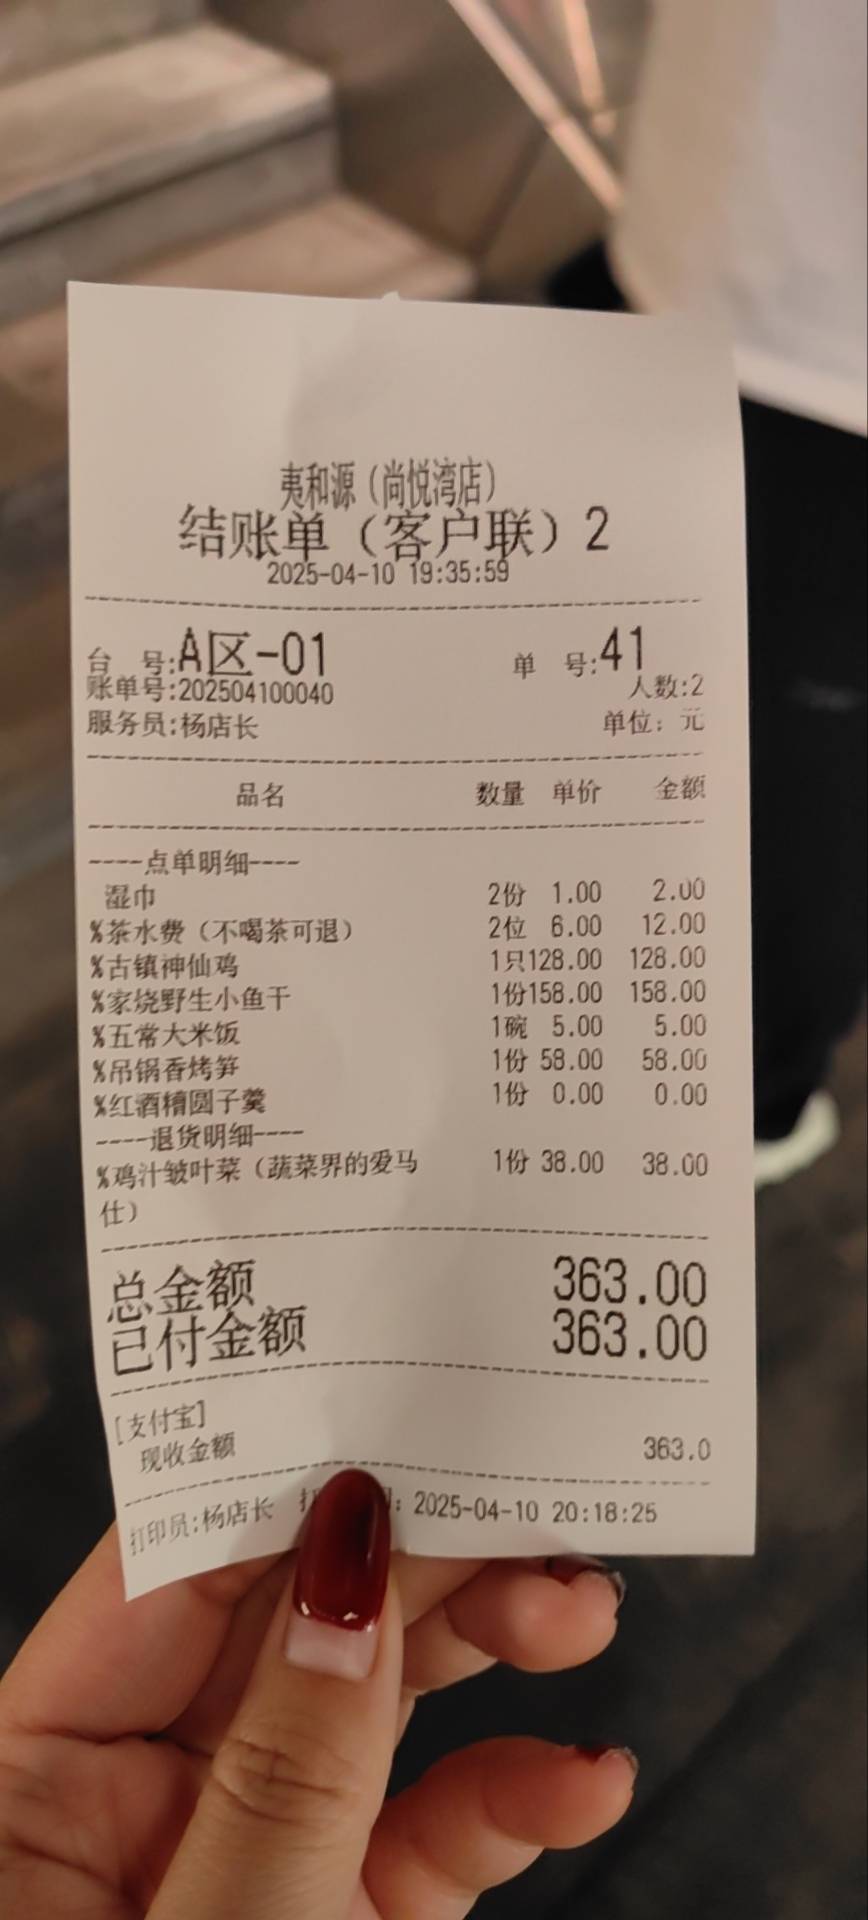 夷和源（尚悦湾店）
结账单（客户联）2
2025-04-10 19:35:59
台 号:A区-01 单 号:41
账单号:202504100040 人数:2
服务员:杨店长 单位：元
品名 数量 单价 金额
----点单明细----
湿巾 2份 1.00 2.00
%茶水费（不喝茶可退） 2位 6.00 12.00
%古镇神仙鸡 1只128.00 128.00
%家烧野生小鱼干 1份158.00 158.00
%五常大米饭 1碗 5.00 5.00
%吊锅香烤笋 1份 58.00 58.00
%红酒糟圆子羹 1份 0.00 0.00
----退货明细----
%鸡汁皱叶菜（蔬菜界的爱马 1份 38.00 38.00
仕）
总金额 363.00
已付金额 363.00
[支付宝]
现收金额 363.0
打印员:杨店长 : 2025-04-10 20:18:25